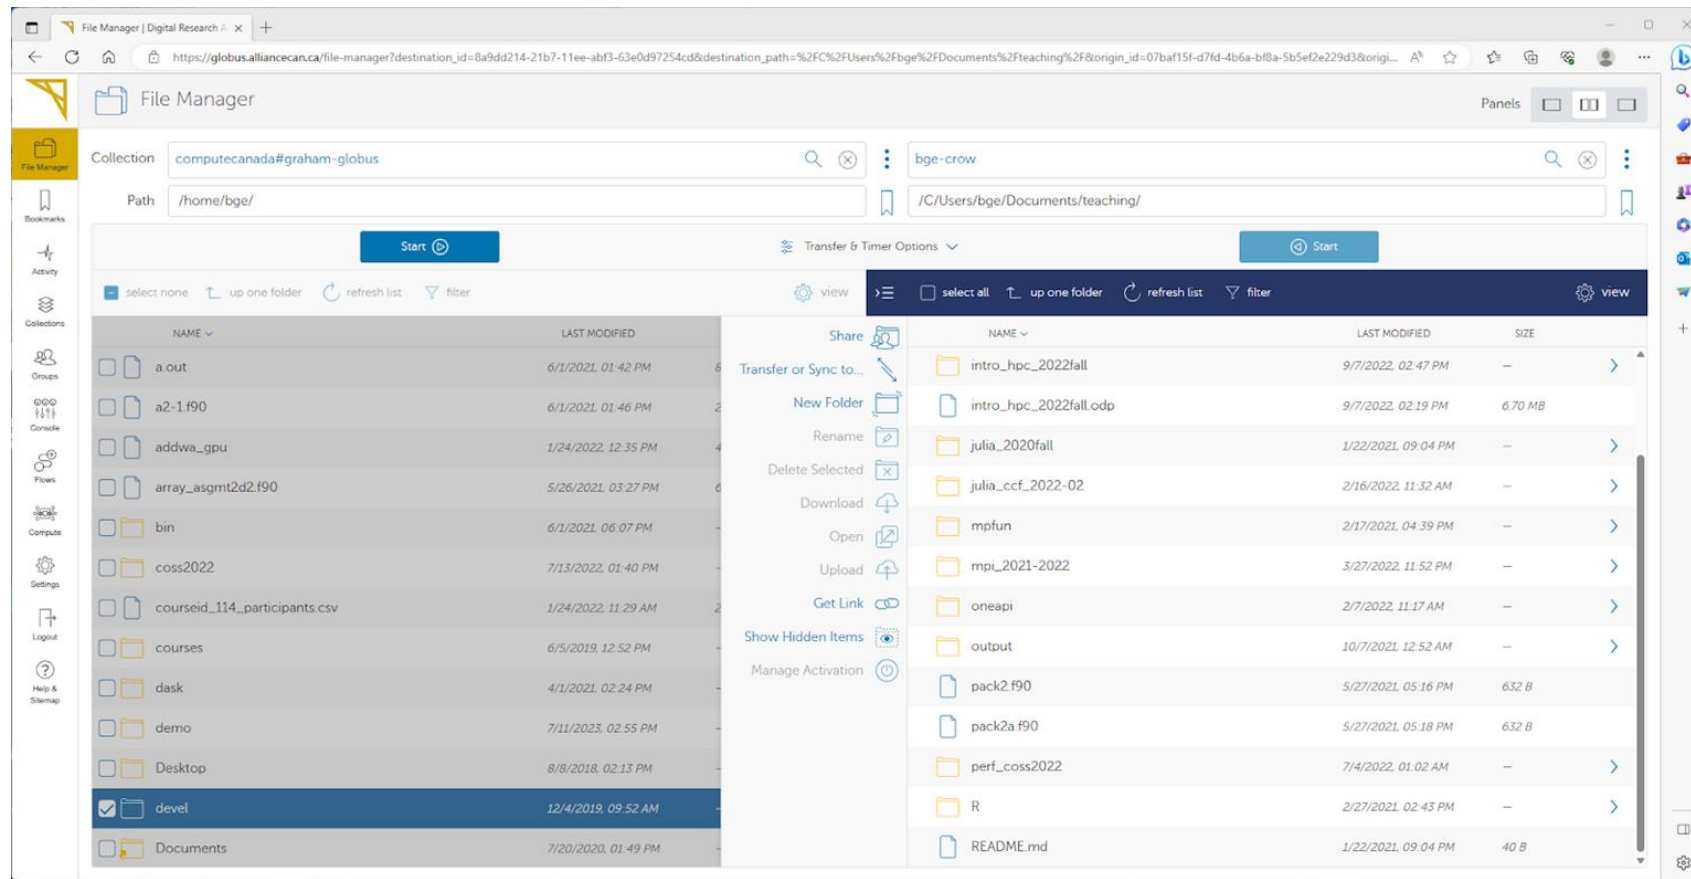 File Manager | Digital Research A
https://globus.alliancecan.ca/file-manager?destination_id=8a9dd214-21b7-11ee-abf3-63e0d97254cd&destination_path=%2FC%2FUsers%2Fbge%2FDocuments%2Fteaching%2F&origin_id=07baf15f-d7fd-4b6a-bf8a-5b5ef2e229d3&origi...
File Manager
Panels
File Manager
Bookmarks
Activity
Collections
Groups
Console
Flows
Compute
Settings
Logout
Help &
Sitemap
Collection computecanada#graham-globus bge-crow
Path /home/bge/ /C/Users/bge/Documents/teaching/
Start Transfer & Timer Options Start
select none up one folder refresh list filter view select all up one folder refresh list filter view
NAME LAST MODIFIED
a.out 6/1/2021, 01:42 PM 8
a2-1.f90 6/1/2021, 01:46 PM 2
addwa_gpu 1/24/2022, 12:35 PM 4
array_asgmt2d2.f90 5/26/2021, 03:27 PM 6
bin 6/1/2021, 06:07 PM -
coss2022 7/13/2022, 01:40 PM -
courseid_114_participants.csv 1/24/2022, 11:29 AM 2
courses 6/5/2019, 12:52 PM -
dask 4/1/2021, 02:24 PM -
demo 7/11/2023, 02:55 PM -
Desktop 8/8/2018, 02:13 PM -
devel 12/4/2019, 09:52 AM -
Documents 7/20/2020, 01:49 PM -
Share
Transfer or Sync to...
New Folder
Rename
Delete Selected
Download
Open
Upload
Get Link
Show Hidden Items
Manage Activation
NAME LAST MODIFIED SIZE
intro_hpc_2022fall 9/7/2022, 02:47 PM —
intro_hpc_2022fall.odp 9/7/2022, 02:19 PM 6.70 MB
julia_2020fall 1/22/2021, 09:04 PM —
julia_ccf_2022-02 2/16/2022, 11:32 AM —
mpfun 2/17/2021, 04:39 PM —
mpi_2021-2022 3/27/2022, 11:52 PM —
oneapi 2/7/2022, 11:17 AM —
output 10/7/2021, 12:52 AM —
pack2.f90 5/27/2021, 05:16 PM 632 B
pack2a.f90 5/27/2021, 05:18 PM 632 B
perf_coss2022 7/4/2022, 01:02 AM —
R 2/27/2021, 02:43 PM —
README.md 1/22/2021, 09:04 PM 40 B